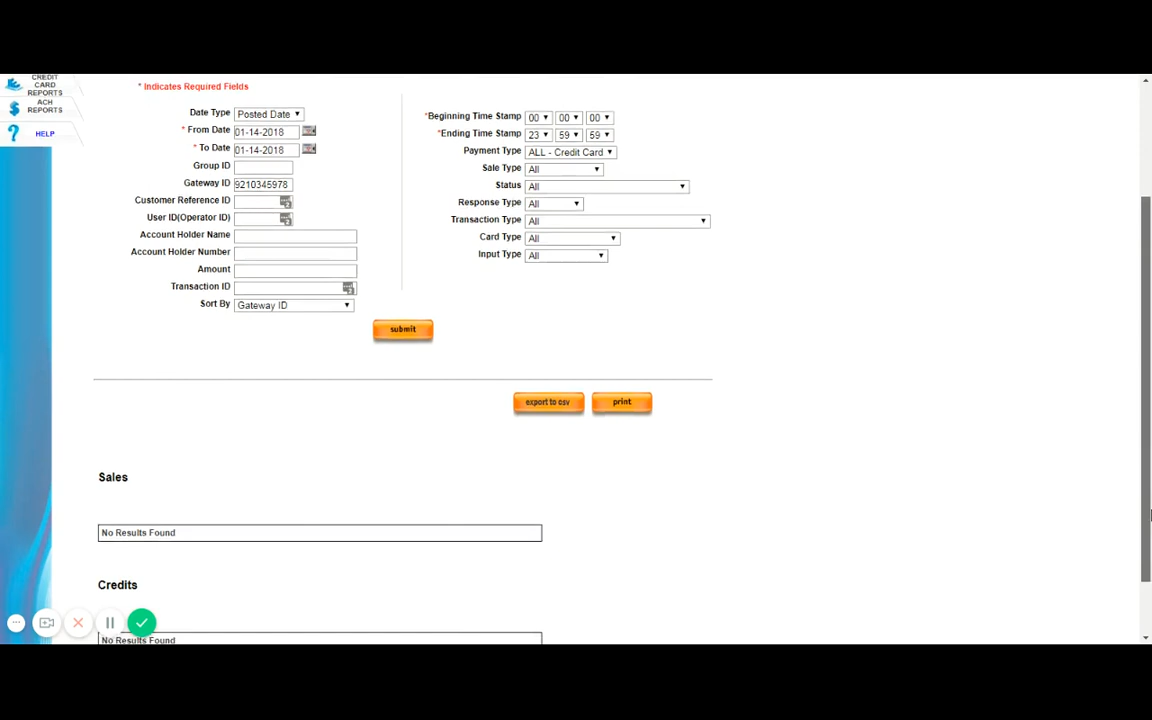 CREDIT
CARD
REPORTS
ACH
REPORTS
HELP
* Indicates Required Fields
Date Type Posted Date
* From Date 01-14-2018
* To Date 01-14-2018
Group ID
Gateway ID 9210345978
Customer Reference ID
User ID(Operator ID)
Account Holder Name
Account Holder Number
Amount
Transaction ID
Sort By Gateway ID
*Beginning Time Stamp 00 00 00
*Ending Time Stamp 23 59 59
Payment Type ALL - Credit Card
Sale Type All
Status All
Response Type All
Transaction Type All
Card Type All
Input Type All
submit
export to csv print
Sales
No Results Found
Credits
No Results Found